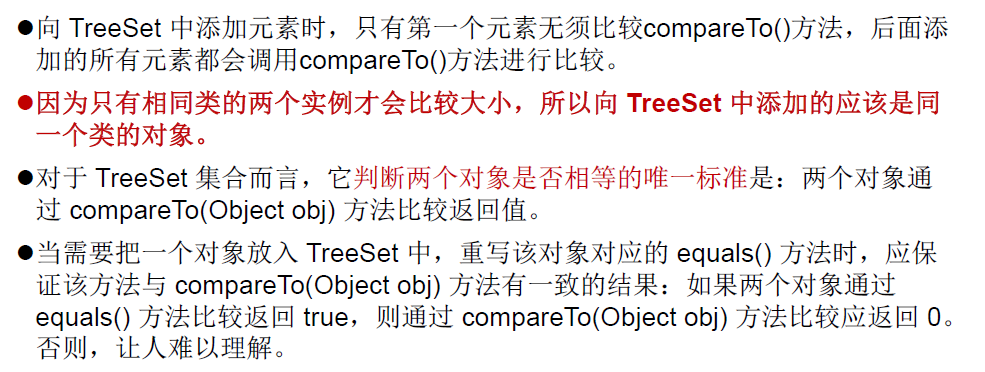 ●向 TreeSet 中添加元素时，只有第一个元素无须比较compareTo()方法，后面添
加的所有元素都会调用compareTo()方法进行比较。
●因为只有相同类的两个实例才会比较大小，所以向 TreeSet 中添加的应该是同
一个类的对象。
●对于 TreeSet 集合而言，它判断两个对象是否相等的唯一标准是：两个对象通
过 compareTo(Object obj) 方法比较返回值。
●当需要把一个对象放入 TreeSet 中，重写该对象对应的 equals() 方法时，应保
证该方法与 compareTo(Object obj) 方法有一致的结果：如果两个对象通过
equals() 方法比较返回 true，则通过 compareTo(Object obj) 方法比较应返回 0。
否则，让人难以理解。